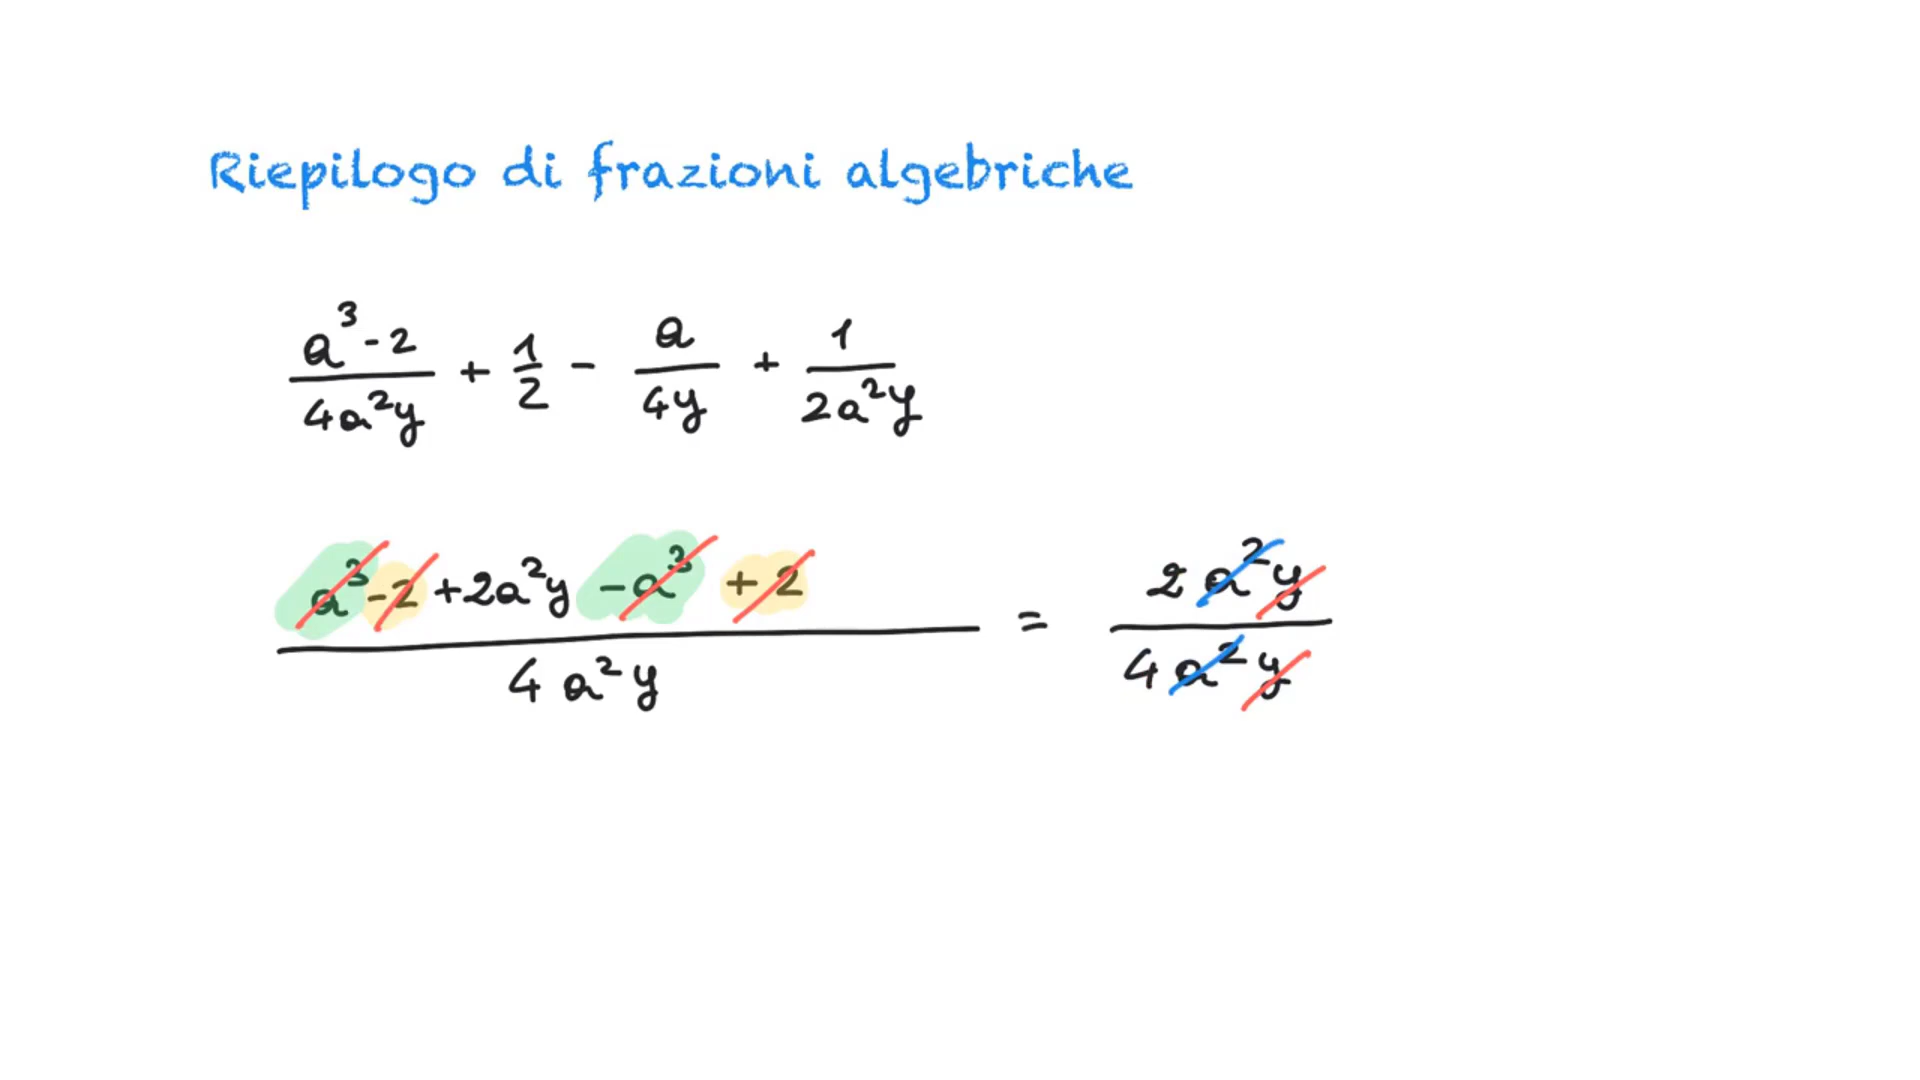 Riepilogo di frazioni algebriche
a³-2/4a²y + 1/2 - a/4y + 1/2a²y
a³-2+2a²y-a³+2/4a²y = 2a²y/4a²y